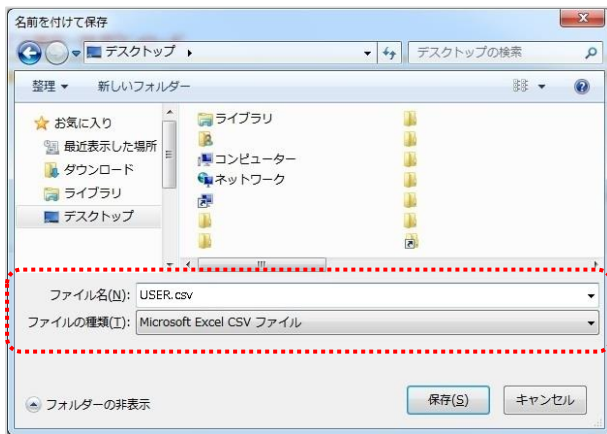 名前を付けて保存
デスクトップ
デスクトップの検索
整理 新しいフォルダー
お気に入り
最近表示した場所
ダウンロード
ライブラリ
デスクトップ
ライブラリ
コンピューター
ネットワーク
ファイル名(N): USER.csv
ファイルの種類(T): Microsoft Excel CSV ファイル
フォルダーの非表示
保存(S) キャンセル